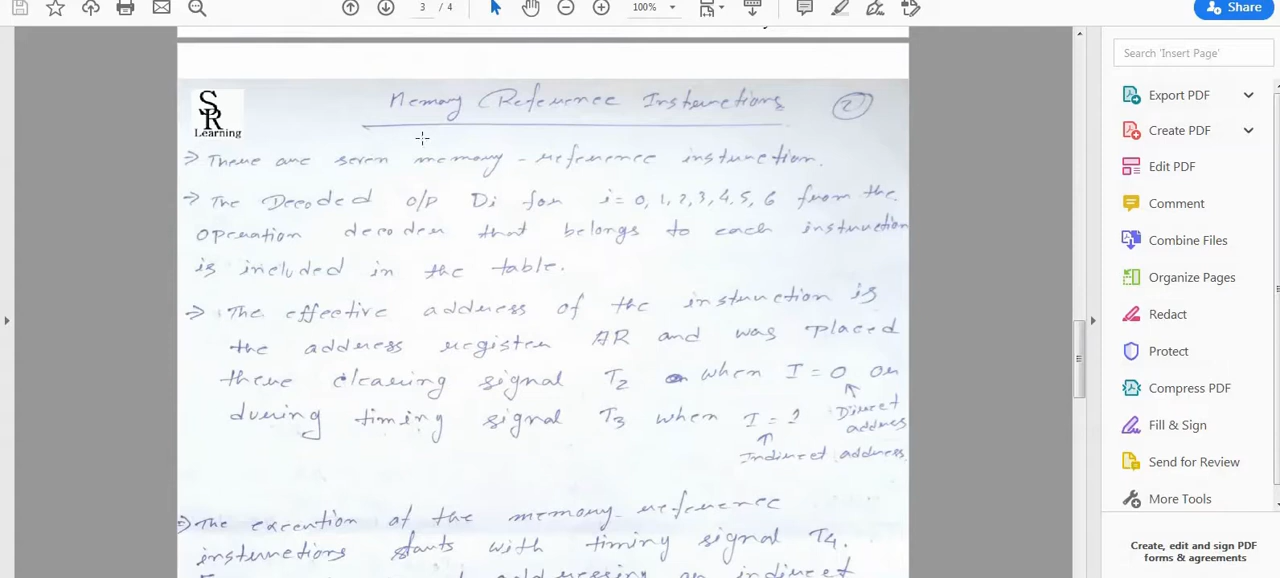 3 / 4
100%
Share
S
R
Learning
Memory Reference Instructions
2
Search 'Insert Page'
Export PDF
Create PDF
Edit PDF
Comment
Combine Files
Organize Pages
Redact
Protect
Compress PDF
Fill & Sign
Send for Review
More Tools
Create, edit and sign PDF
forms & agreements
=> There are seven memory-reference instruction.
-> The Decoded O/P Di for i = 0, 1, 2, 3, 4, 5, 6 from the
operation decoder that belongs to each instruction
is included in the table.
=> The effective address of the instruction is
the address register AR and was placed
there clearing signal T2 when I = 0 or
during timing signal T3 when I = ?
Direct
address
Indirect address.
=> The execution of the memory-reference
instructions starts with timing signal T4.
addressing an indirect